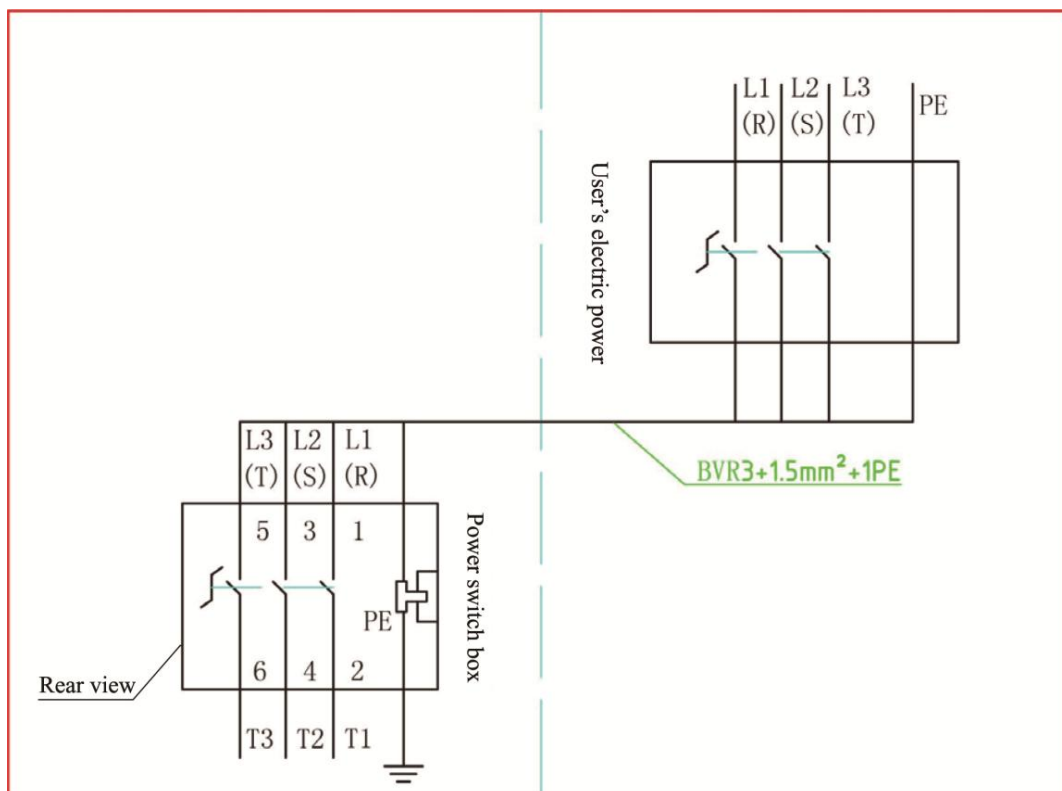 L1 L2 L3 PE
(R) (S) (T)
User's electric power
BVR3+1.5mm²+1PE
L3 L2 L1
(T) (S) (R)
5 3 1
Power switch box
PE
6 4 2
Rear view
T3 T2 T1